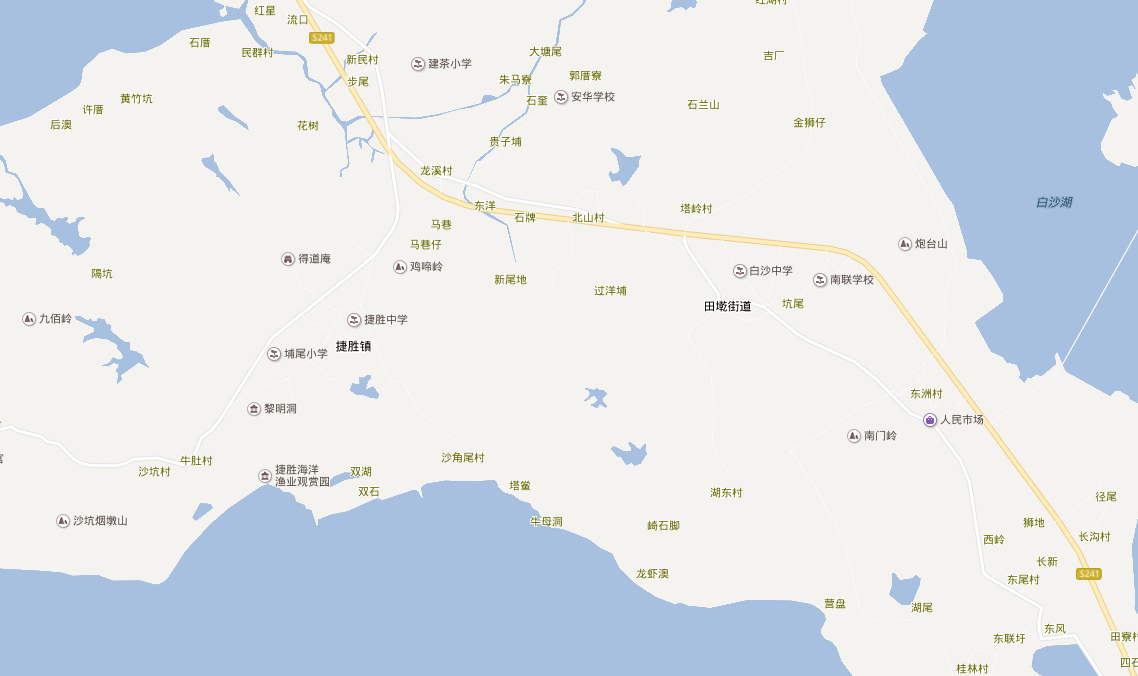 红星
流口
红湖村
石厝
S241
民群村
大塘尾
新民村
吉厂
建茶小学
朱马寮
郭厝寮
步尾
黄竹坑
石奎
安华学校
石兰山
许厝
后澳
花树
金狮仔
贵子埔
龙溪村
白沙湖
东洋
石牌
北山村
塔岭村
马巷
马巷仔
炮台山
得道庵
鸡啼岭
隔坑
新尾地
白沙中学
南联学校
过洋埔
田墘街道
坑尾
九佰岭
捷胜中学
捷胜镇
埔尾小学
东洲村
黎明洞
人民市场
南门岭
牛肚村
沙坑村
沙角尾村
捷胜海洋
渔业观赏园
双湖
双石
塔鲎
湖东村
径尾
沙坑烟墩山
牛母洞
崎石脚
狮地
长沟村
西岭
长新
龙虾澳
东尾村
S241
营盘
湖尾
东风
东联圩
田寮村
四石
桂林村